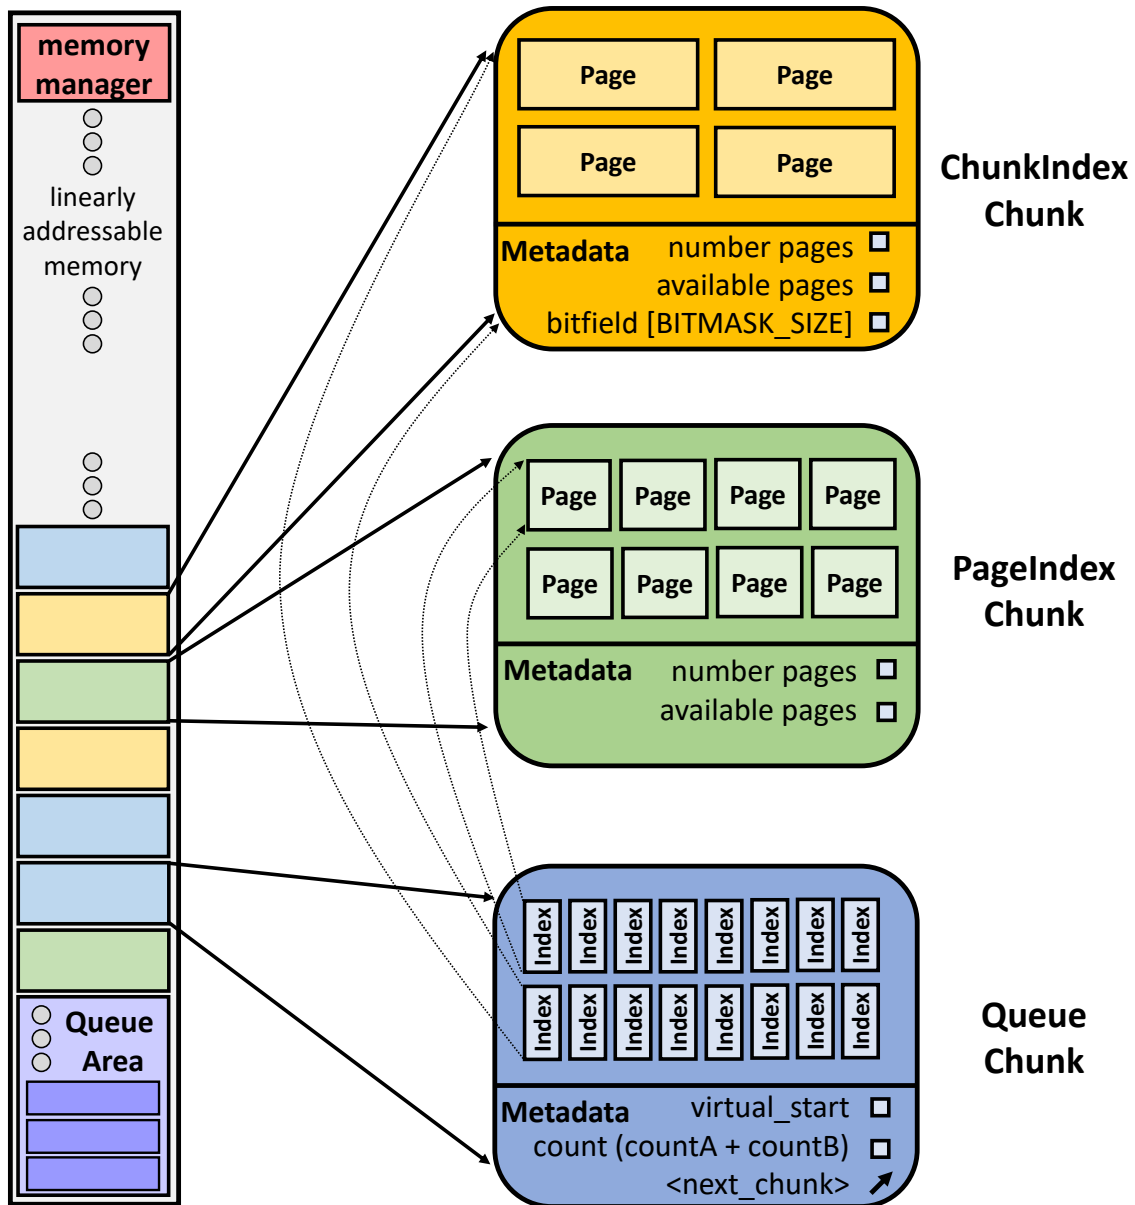 memory
manager
linearly
addressable
memory
Queue
Area
Page Page
Page Page
Metadata number pages
available pages
bitfield [BITMASK_SIZE]
ChunkIndex
Chunk
Page Page Page Page
Page Page Page Page
Metadata number pages
available pages
PageIndex
Chunk
Index Index Index Index Index Index Index Index
Index Index Index Index Index Index Index Index
Metadata virtual_start
count (countA + countB)
<next_chunk>
Queue
Chunk